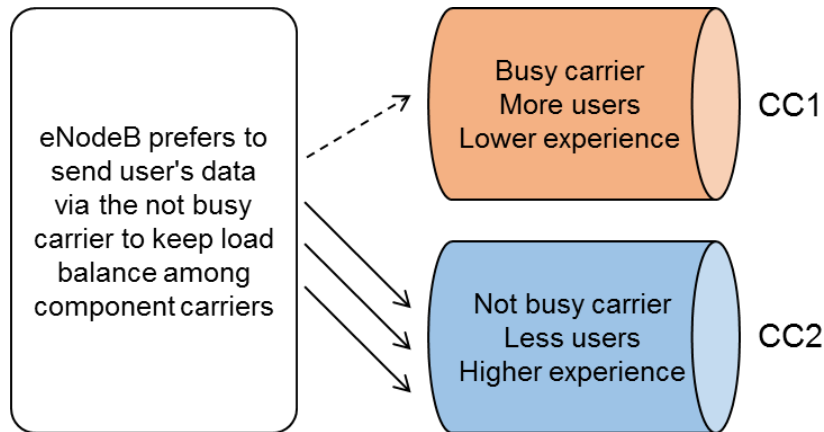 eNodeB prefers to
send user's data
via the not busy
carrier to keep load
balance among
component carriers
Busy carrier
More users
Lower experience
CC1
Not busy carrier
Less users
Higher experience
CC2